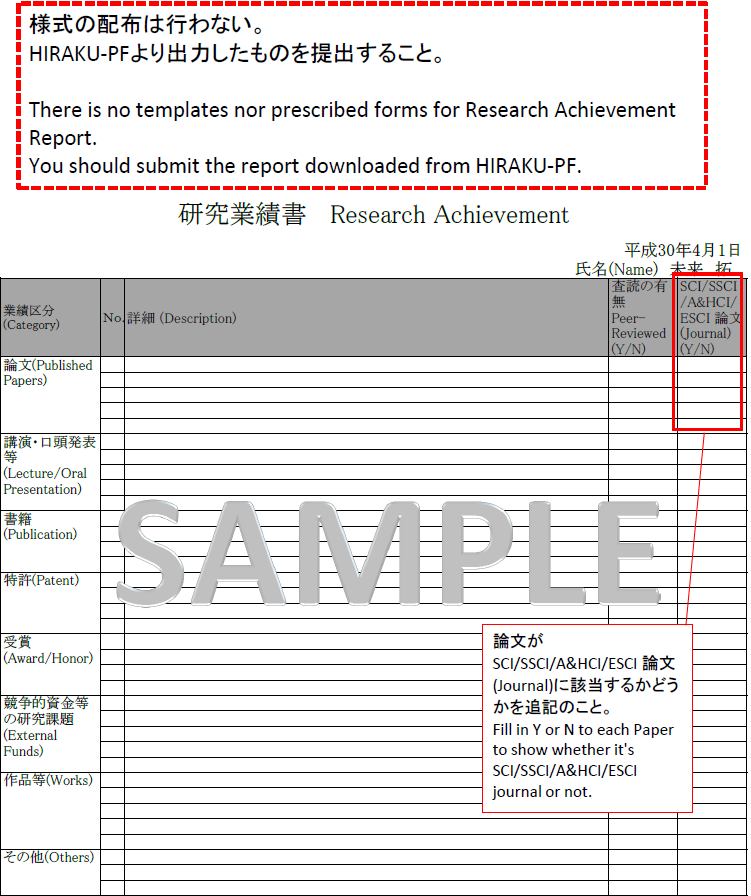 様式の配布は行わない。
HIRAKU-PFより出力したものを提出すること。
There is no templates nor prescribed forms for Research Achievement
Report.
You should submit the report downloaded from HIRAKU-PF.
研究業績書　Research Achievement
平成30年4月1日
氏名(Name) 未来 拓
業績区分
(Category)
No.
詳細 (Description)
査読の有
無
Peer-
Reviewed
(Y/N)
SCI/SSCI
/A&HCI/
ESCI 論文
(Journal)
(Y/N)
論文(Published
Papers)
講演・口頭発表
等
(Lecture/Oral
Presentation)
書籍
(Publication)
特許(Patent)
受賞
(Award/Honor)
競争的資金等
の研究課題
(External
Funds)
作品等(Works)
その他(Others)
SAMPLE
論文が
SCI/SSCI/A&HCI/ESCI 論文
(Journal)に該当するかどう
かを追記のこと。
Fill in Y or N to each Paper
to show whether it's
SCI/SSCI/A&HCI/ESCI
journal or not.